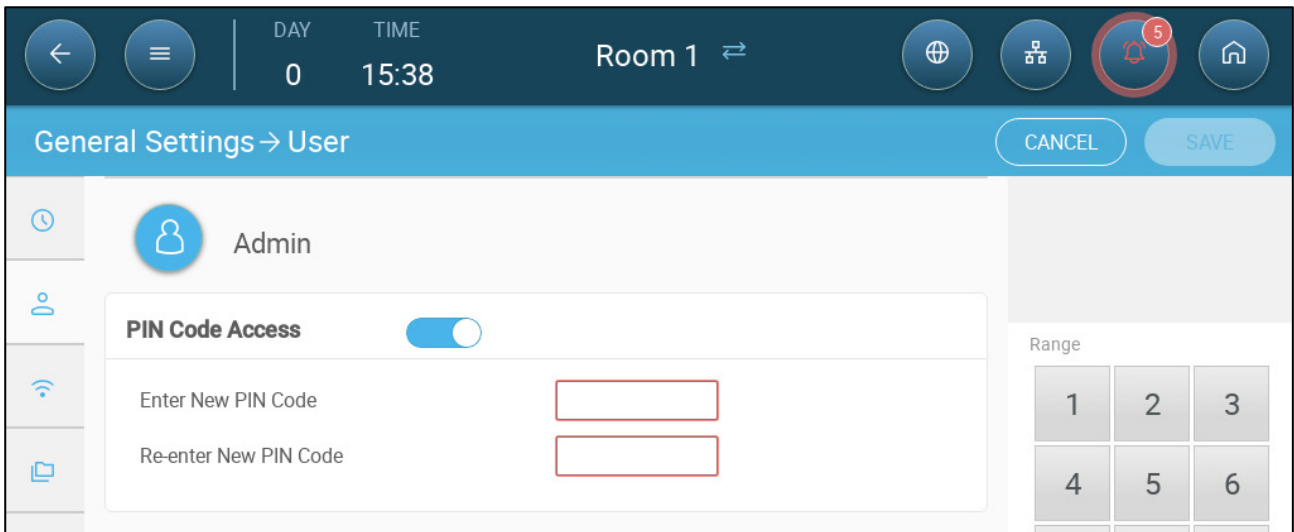 DAY TIME
0 15:38
Room 1
5
General Settings → User
CANCEL
SAVE
Admin
PIN Code Access
Enter New PIN Code
Re-enter New PIN Code
Range
1 2 3
4 5 6